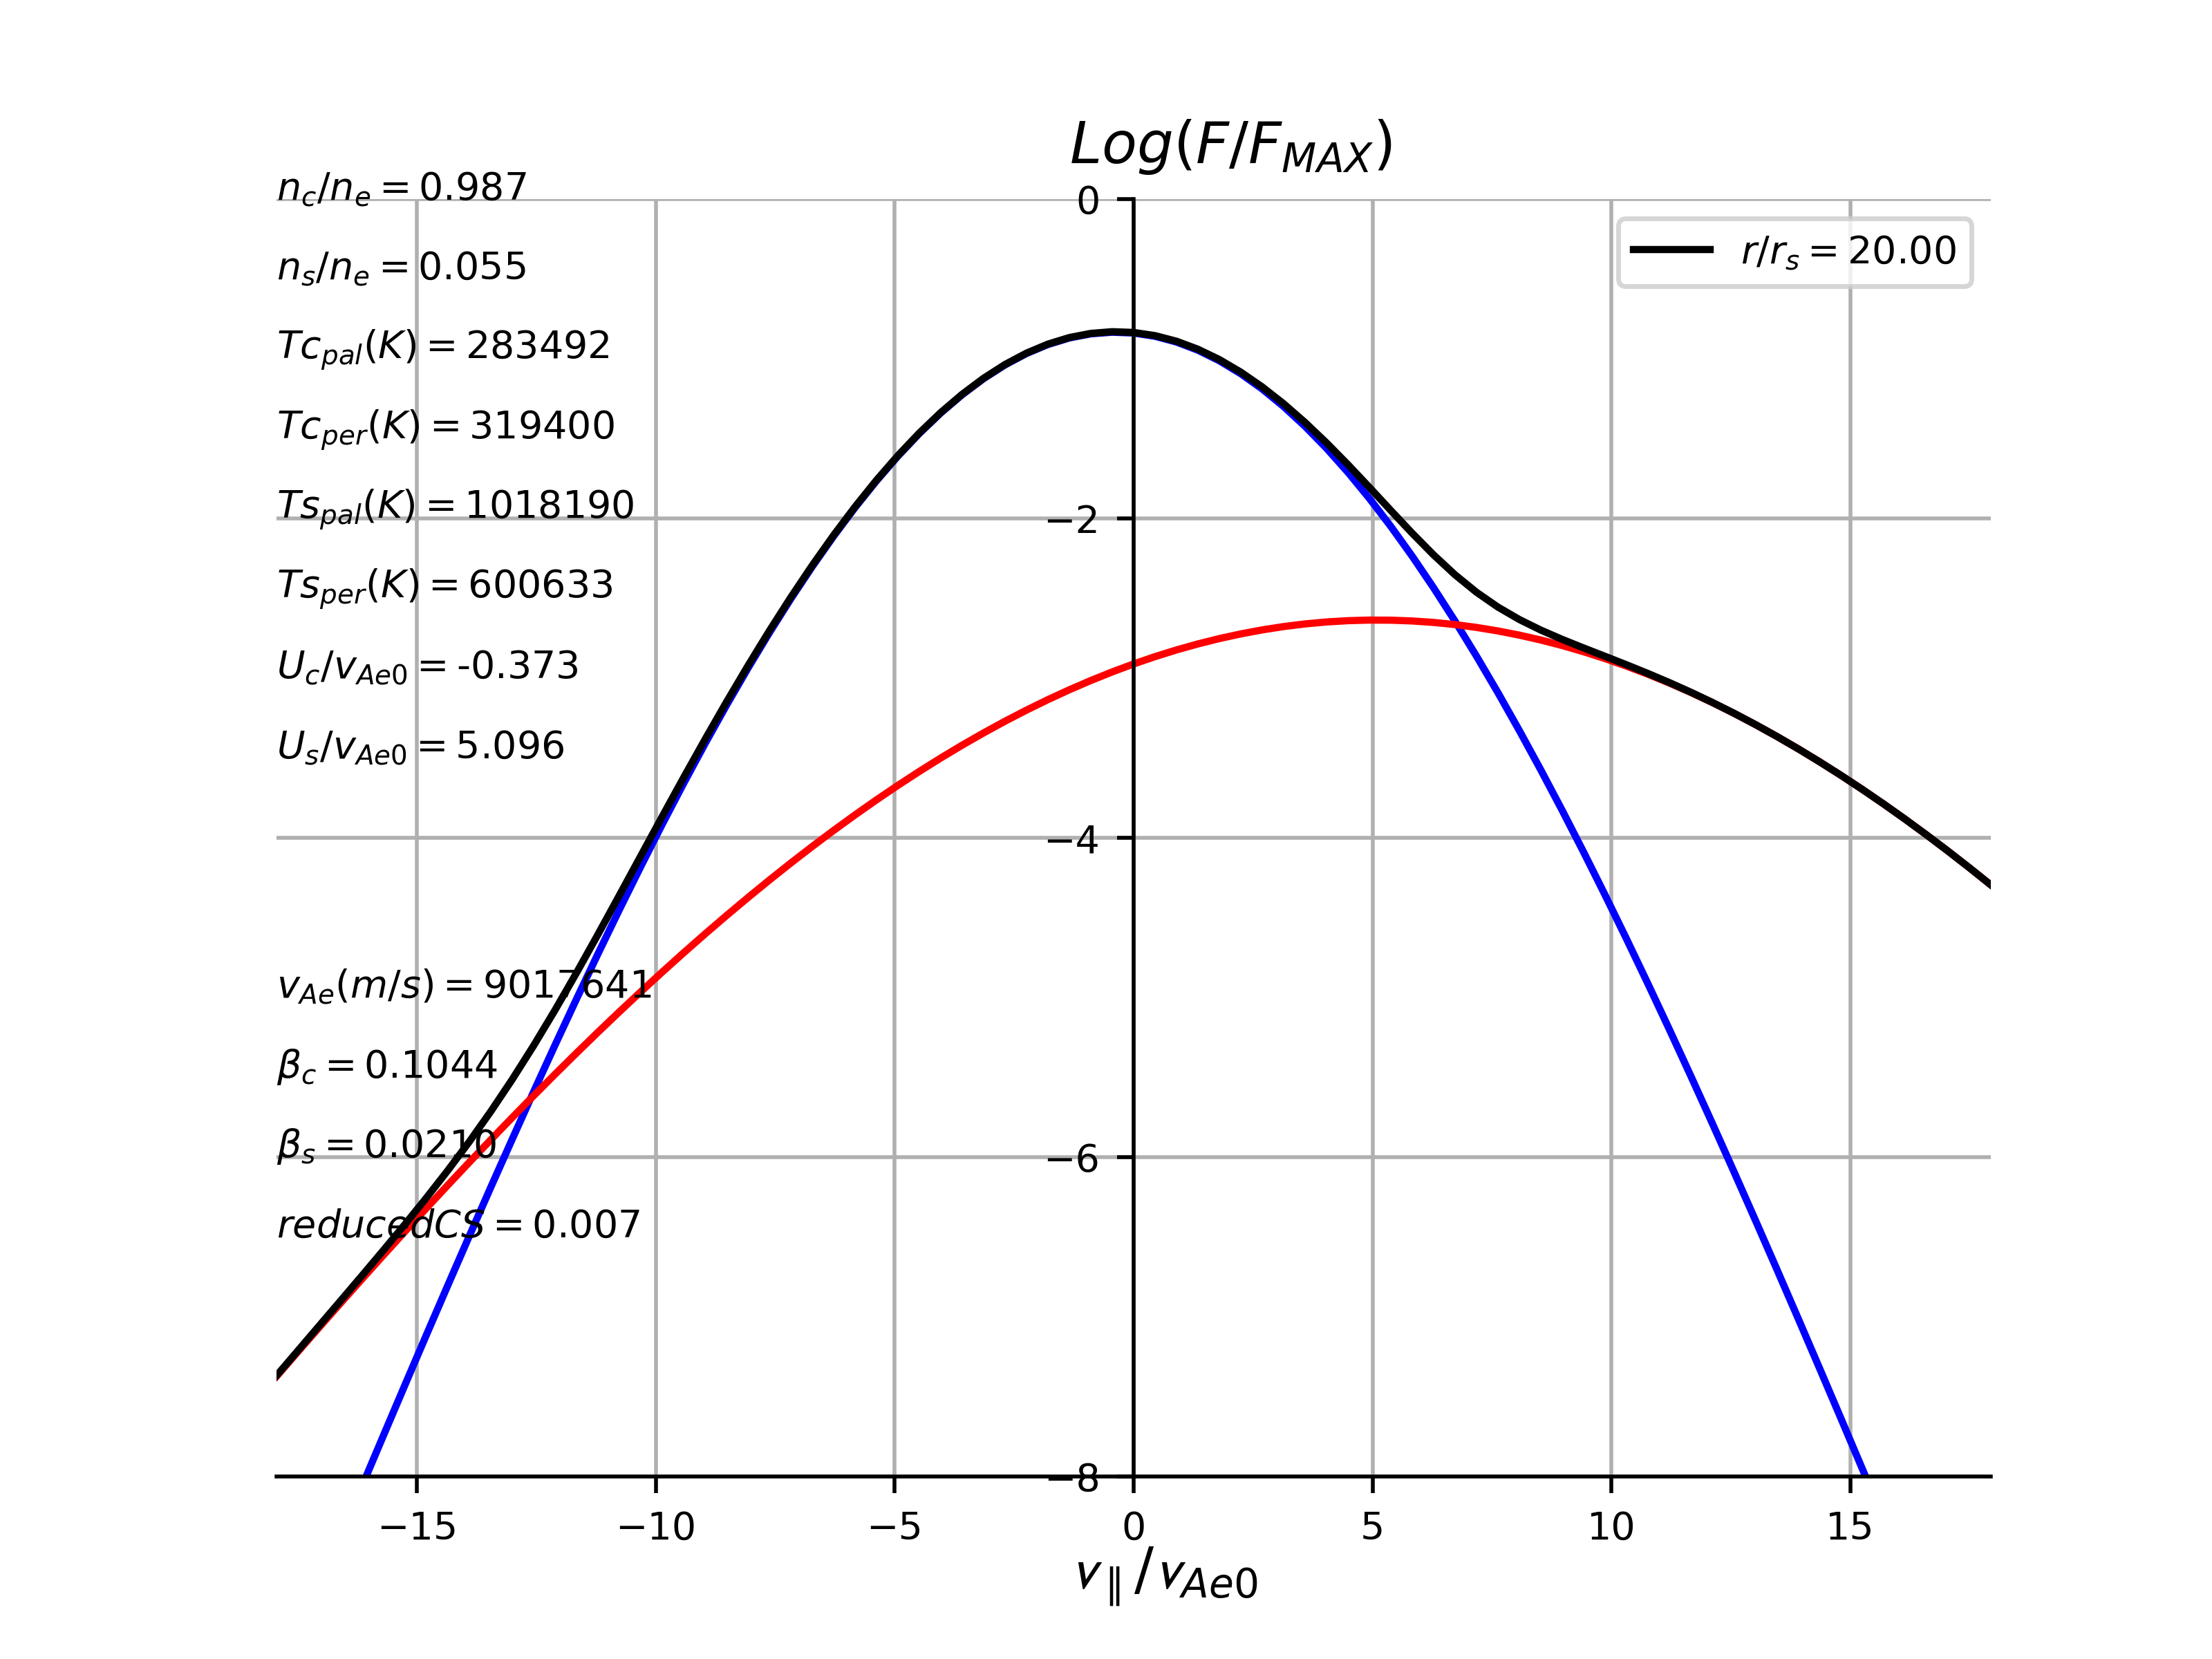 Log(F/F_MAX)
n_c/n_e = 0.987
n_s/n_e = 0.055
Tc_pal(K) = 283492
Tc_per(K) = 319400
Ts_pal(K) = 1018190
Ts_per(K) = 600633
U_c/v_Ae0 = -0.373
U_s/v_Ae0 = 5.096
v_Ae(m/s) = 9017641
β_c = 0.1044
β_s = 0.0210
reducedCS = 0.007
r/r_s = 20.00
0
−2
−4
−6
−8
−15 −10 −5 0 5 10 15
v_∥/v_Ae0